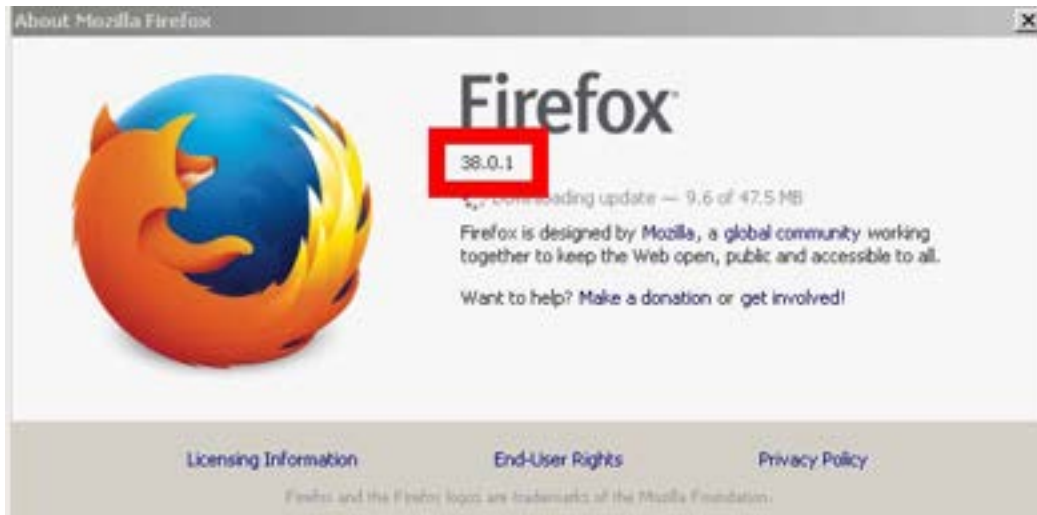 About Mozilla Firefox
Firefox
38.0.1
Downloading update — 9.6 of 47.5 MB
Firefox is designed by Mozilla, a global community working
together to keep the Web open, public and accessible to all.
Want to help? Make a donation or get involved!
Licensing Information End-User Rights Privacy Policy
Firefox and the Firefox logos are trademarks of the Mozilla Foundation.